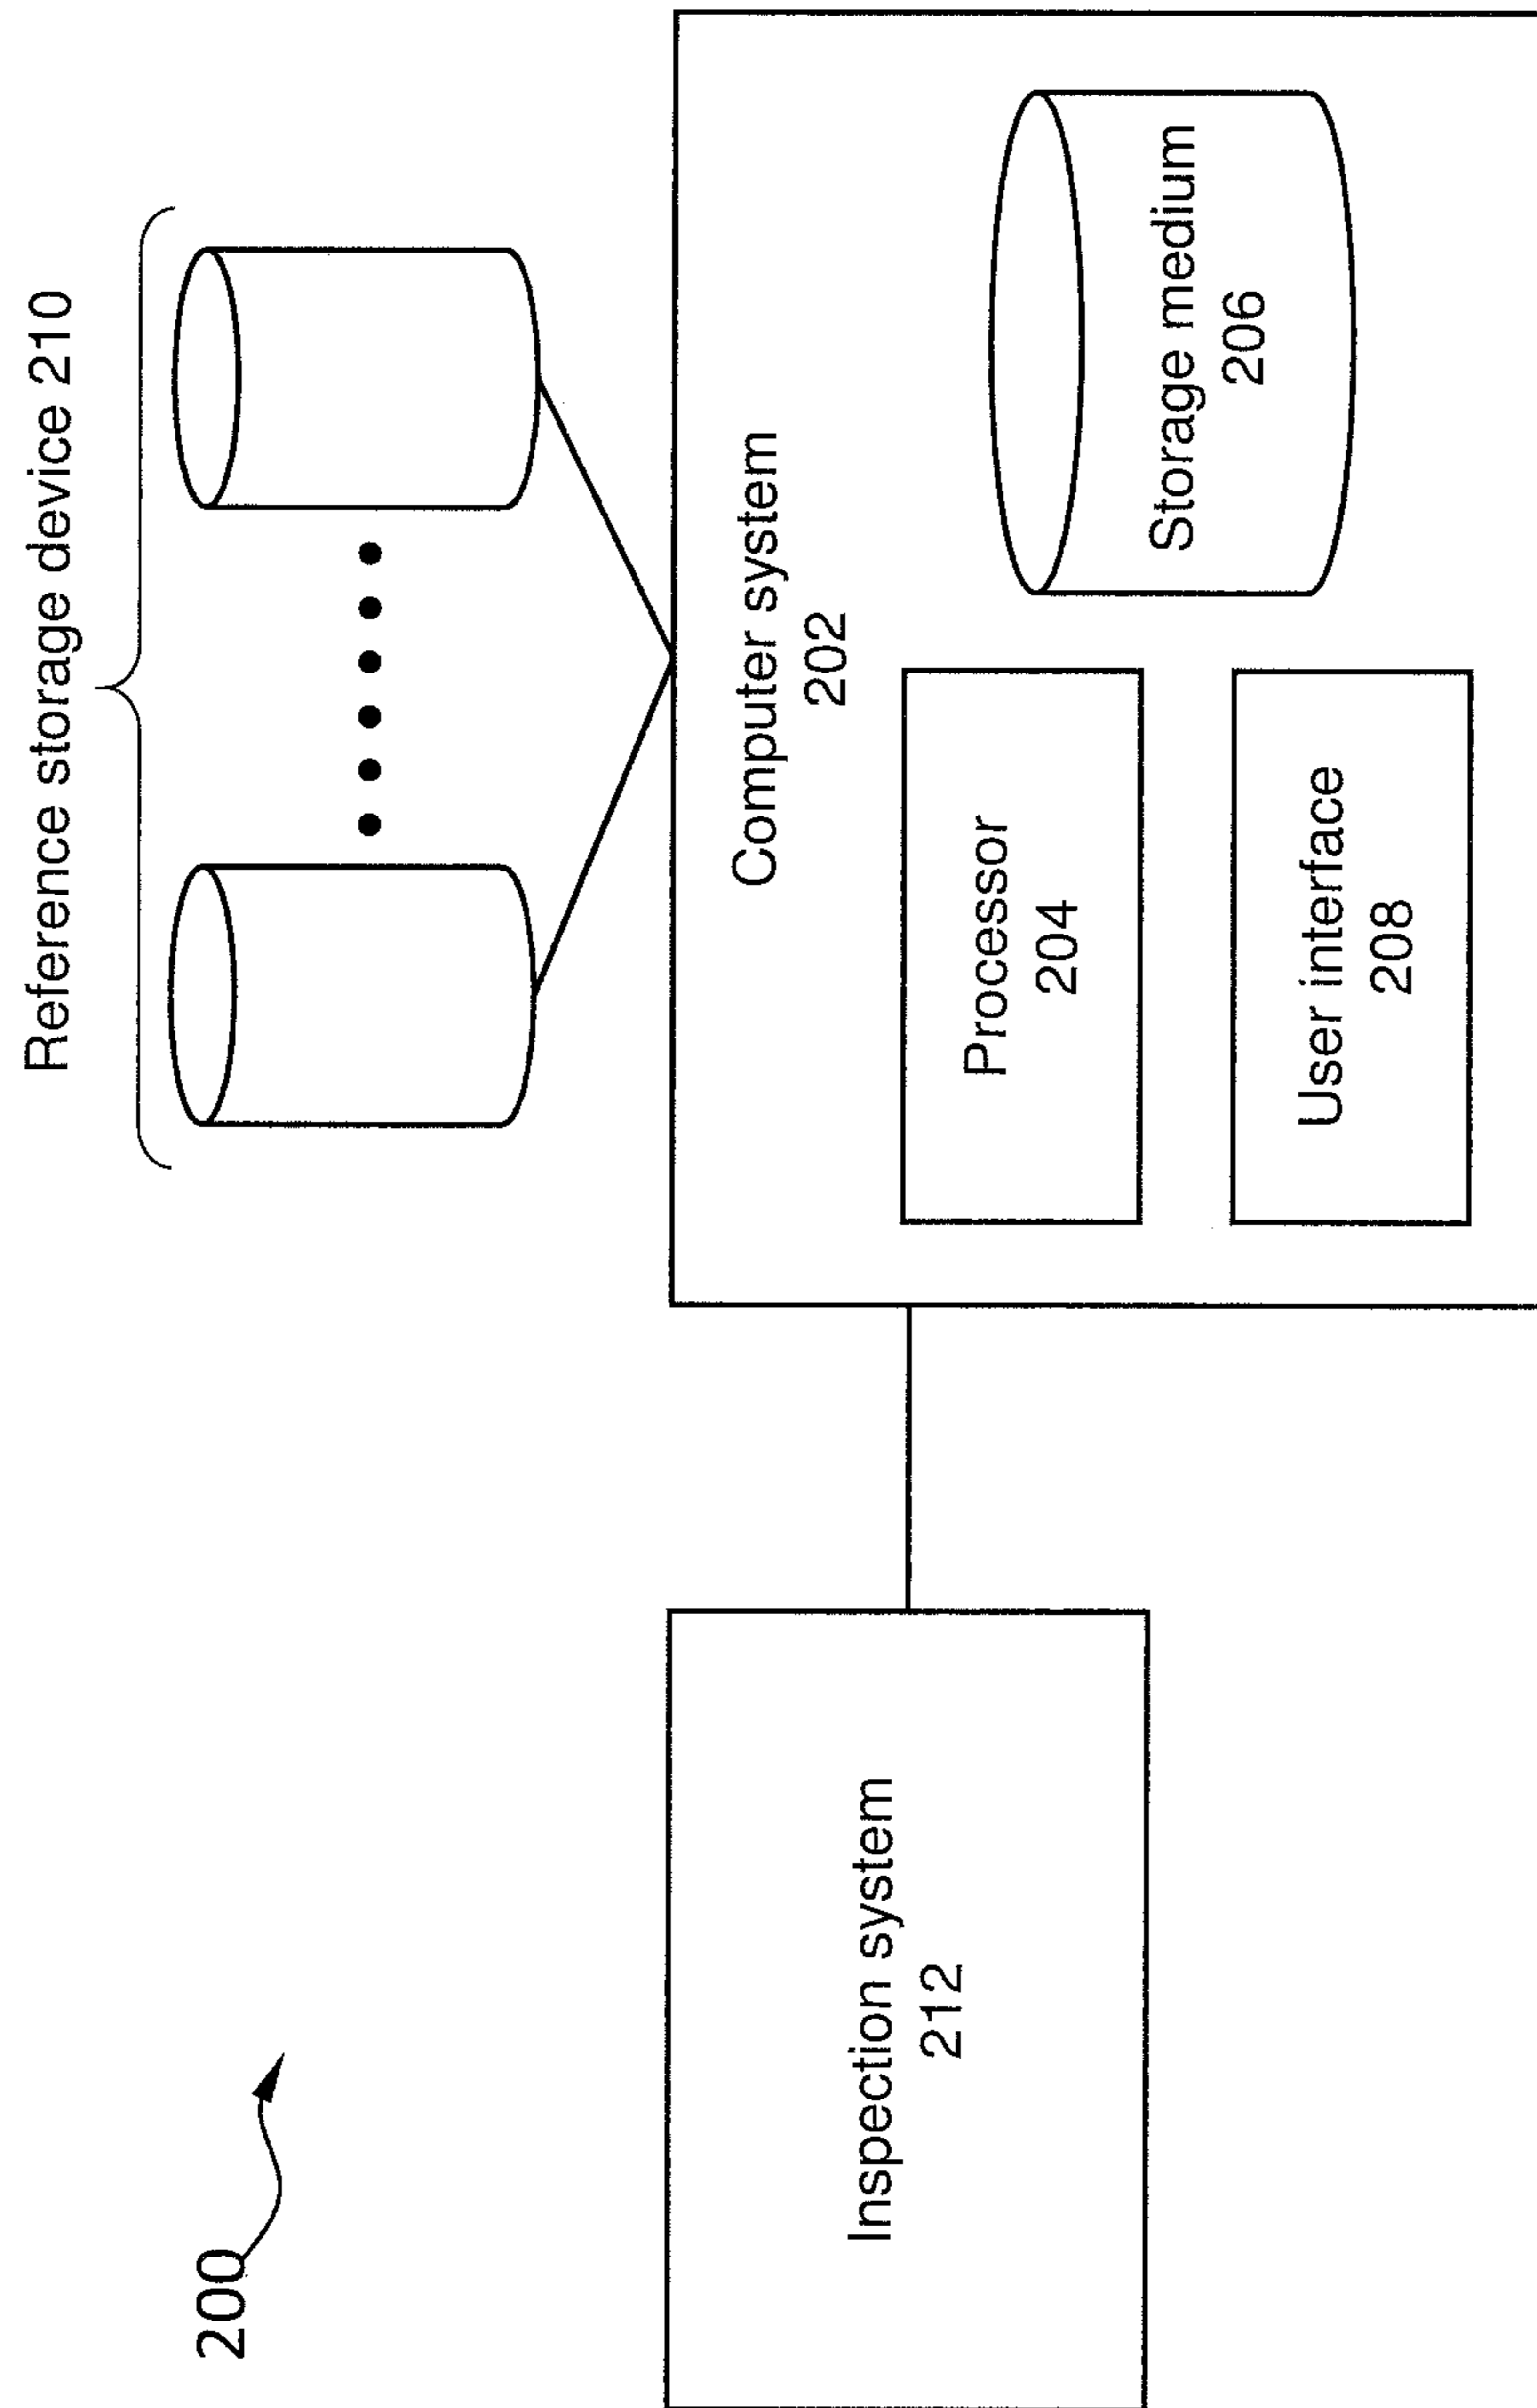 200
Reference storage device 210
Inspection system
212
Computer system
202
Processor
204
Storage medium
206
User interface
208